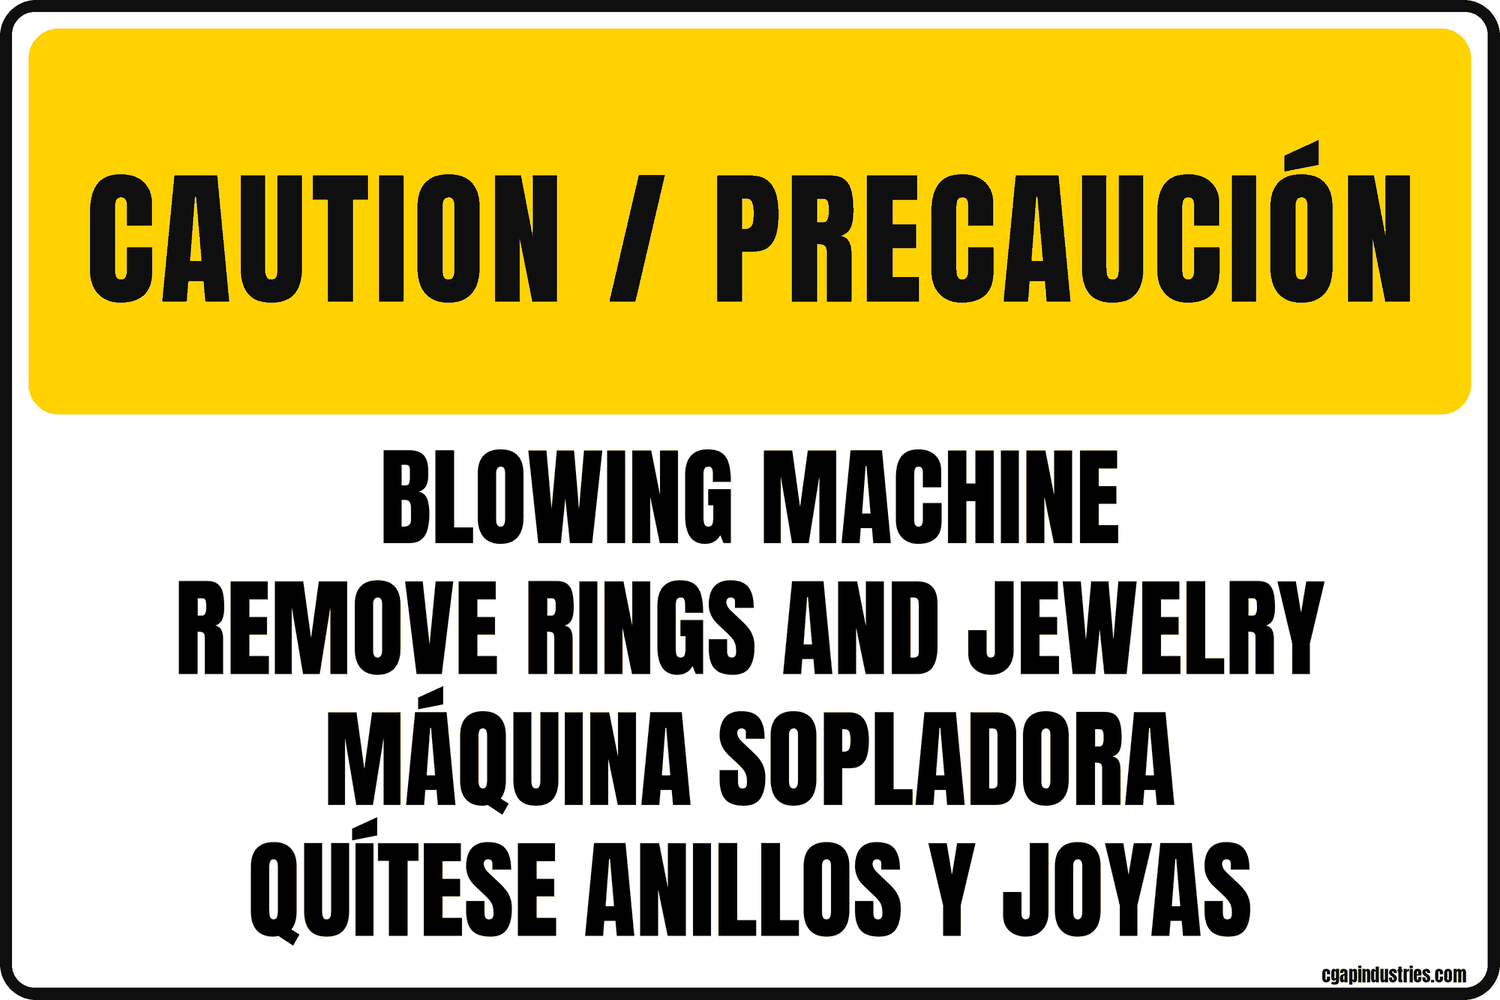 CAUTION / PRECAUCIÓN
BLOWING MACHINE
REMOVE RINGS AND JEWELRY
MÁQUINA SOPLADORA
QUÍTESE ANILLOS Y JOYAS
cgapindustries.com